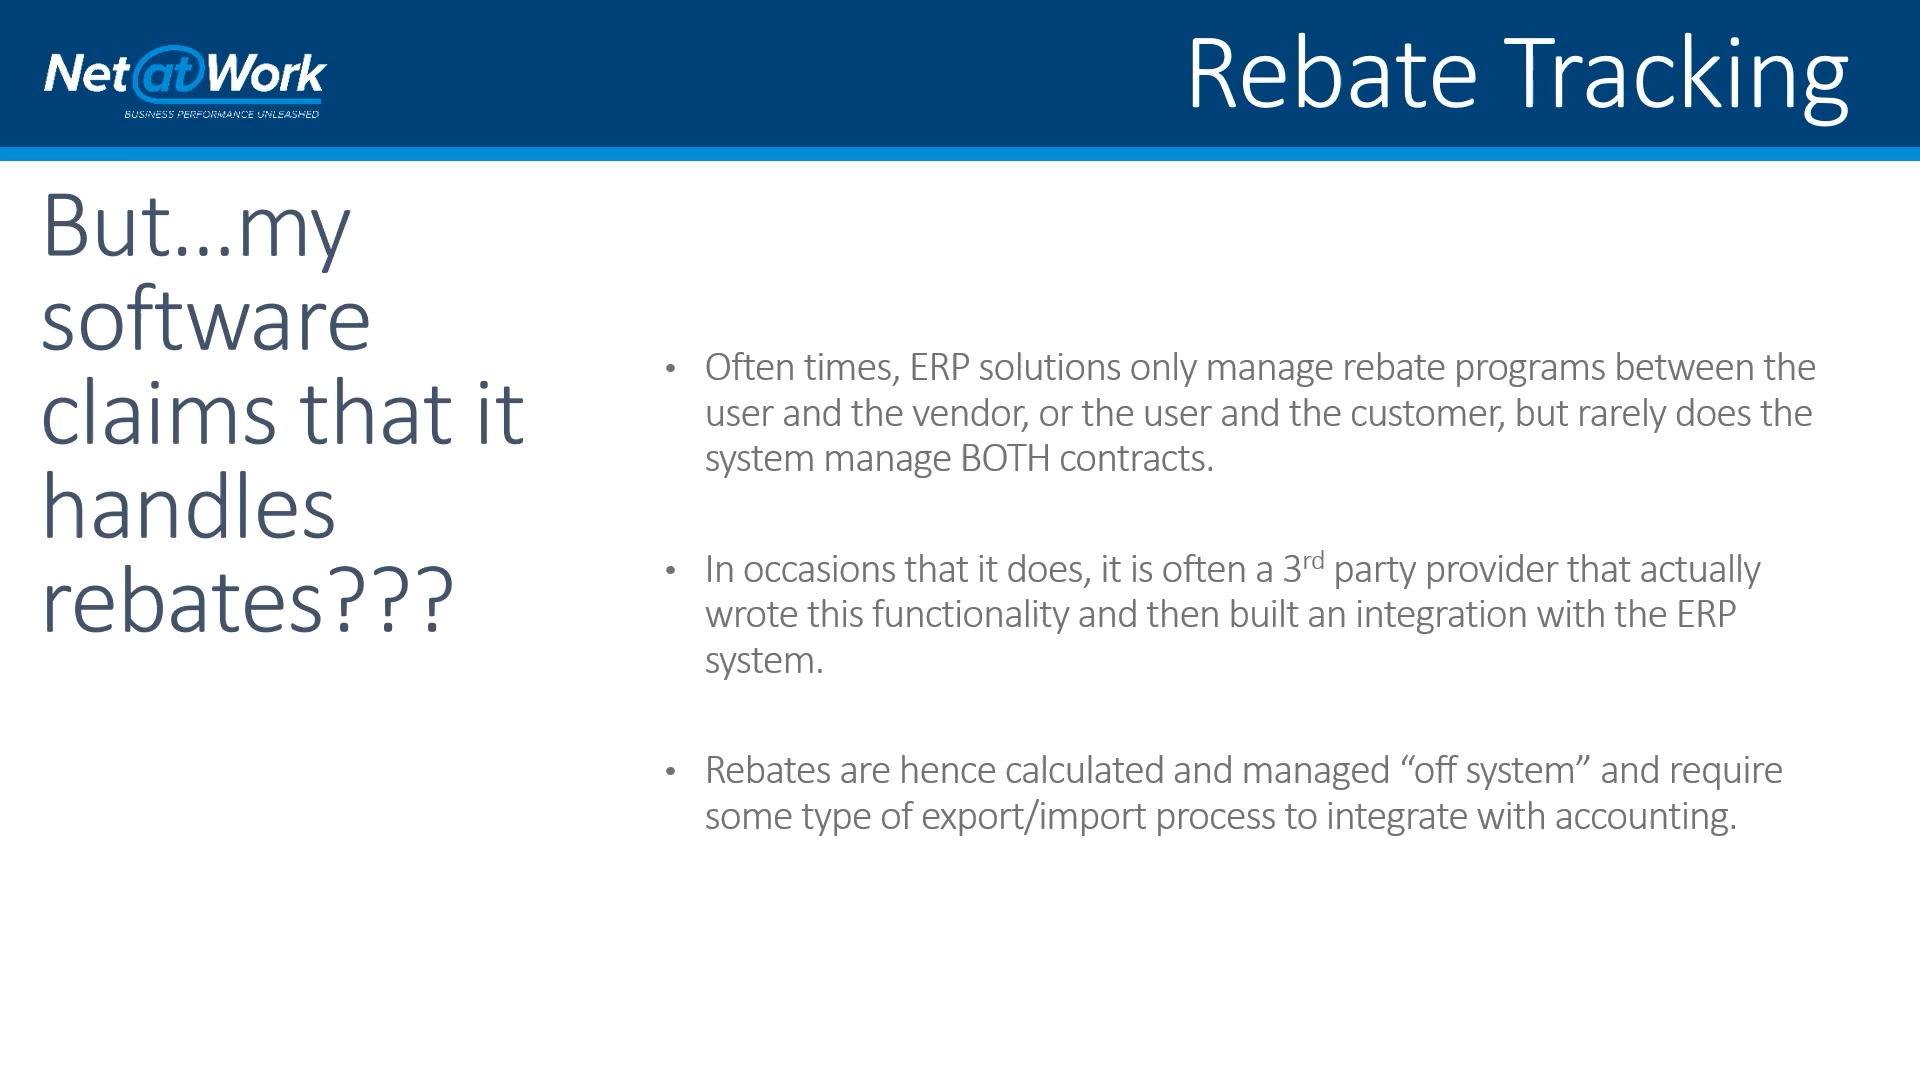 Net at Work
BUSINESS PERFORMANCE UNLEASHED
Rebate Tracking
But…my
software
claims that it
handles
rebates???
• Often times, ERP solutions only manage rebate programs between the
user and the vendor, or the user and the customer, but rarely does the
system manage BOTH contracts.
• In occasions that it does, it is often a 3rd party provider that actually
wrote this functionality and then built an integration with the ERP
system.
• Rebates are hence calculated and managed “off system” and require
some type of export/import process to integrate with accounting.